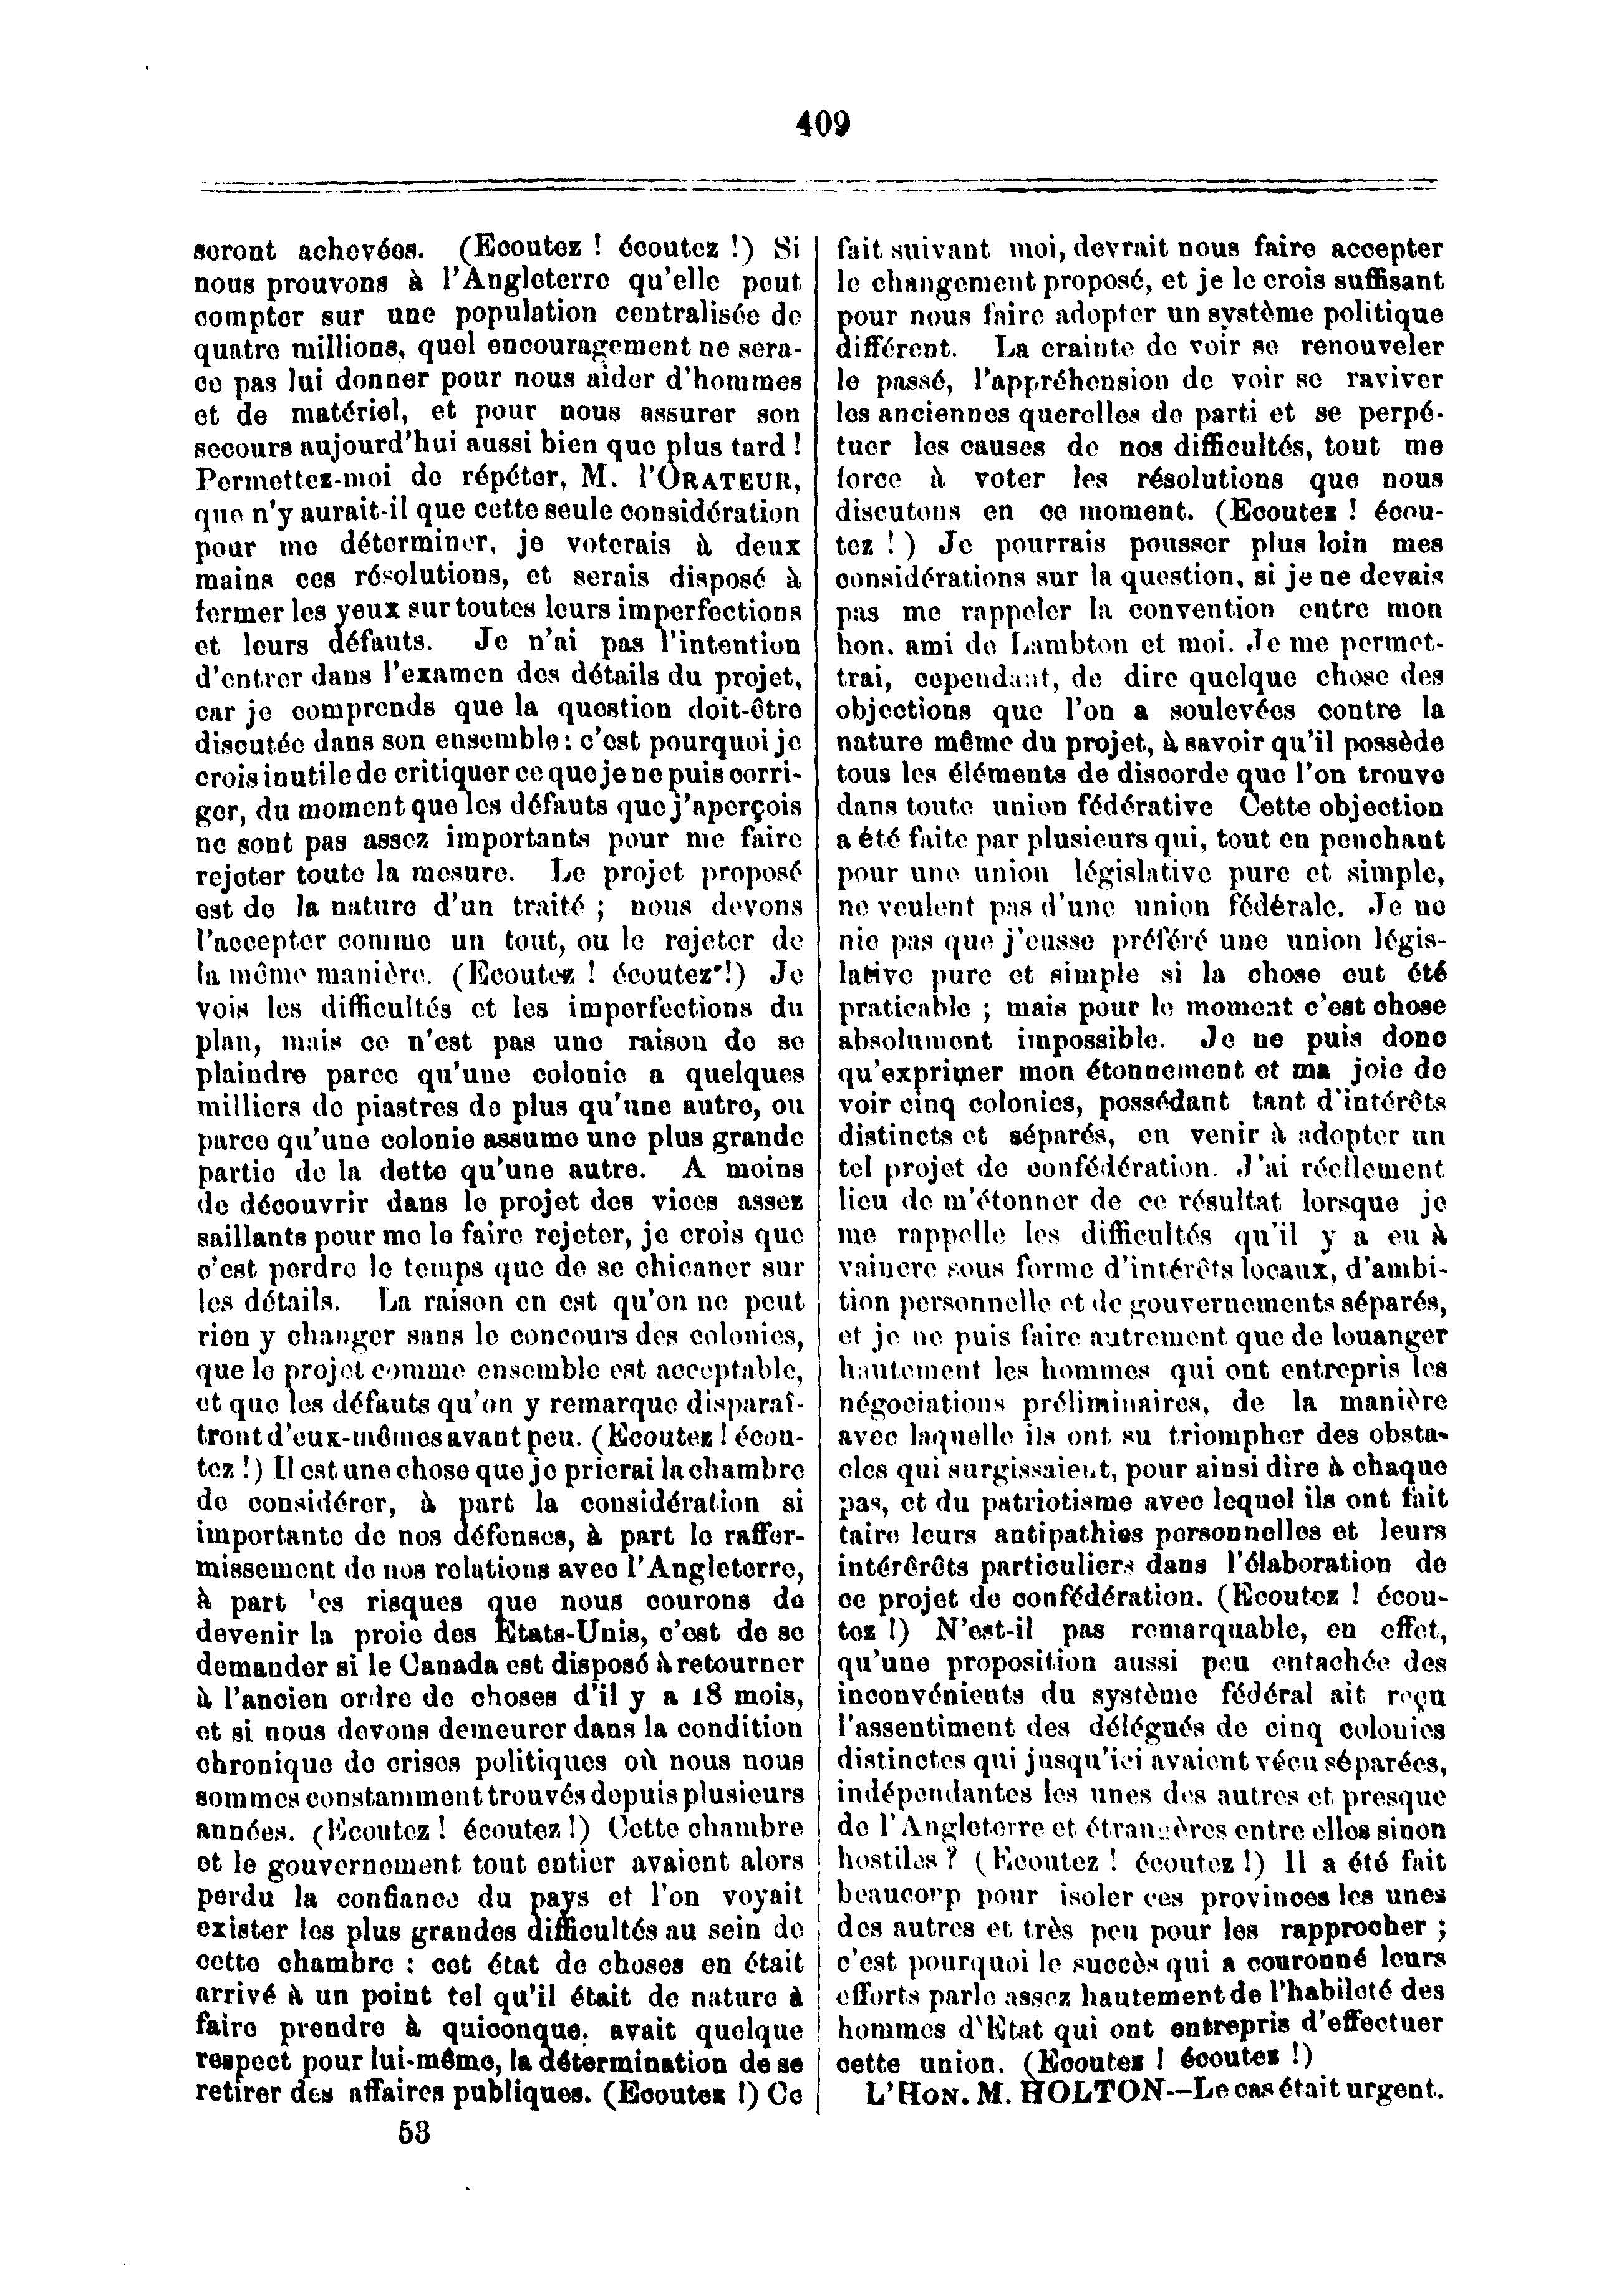 409
seront achevées. (Ecoutez ! écoutez !) Si
nous prouvons à l'Angleterre qu'elle peut
compter sur une population centralisée de
quatre millions, quel encouragement ne sera-
ce pas lui donner pour nous aider d'hommes
et de matériel, et pour nous assurer son
secours aujourd'hui aussi bien que plus tard !
Permettez-moi de répéter, M. l'ORATEUR,
que n'y aurait-il que cette seule considération
pour me déterminer, je voterais à deux
mains ces résolutions, et serais disposé à
fermer les yeux sur toutes leurs imperfections
et leurs défauts. Je n'ai pas l'intention
d'entrer dans l'examen des détails du projet,
car je comprends que la question doit-être
discutée dans son ensemble: c'est pourquoi je
crois inutile de critiquer ce que je ne puis corri-
ger, du moment que les défauts que j'aperçois
ne sont pas assez importants pour me faire
rejeter toute la mesure. Le projet proposé
est de la nature d'un traité ; nous devons
l'accepter comme un tout, ou le rejeter de
la même manière. (Ecoutez ! écoutez !) Je
vois les difficultés et les imperfections du
plan, mais ce n'est pas une raison de se
plaindre parce qu'une colonie a quelques
milliers de piastres de plus qu'une autre, ou
parce qu'une colonie assume une plus grande
partie de la dette qu'une autre. A moins
de découvrir dans le projet des vices assez
saillants pour me le faire rejeter, je crois que
c'est perdre le temps que de se chicaner sur
les détails. La raison en est qu'on ne peut
rien y changer sans le concours des colonies,
que le projet comme ensemble est acceptable,
et que les défauts qu'on y remarque disparaî-
tront d'eux-mêmes avant peu. (Ecoutez ! écou-
tez !) Il est une chose que je prierai la chambre
de considérer, à part la considération si
importante de nos défenses, à part le raffer-
missement de nos relations avec l'Angleterre,
à part 'es risques que nous courons de
devenir la proie des Etats-Unis, c'est de se
demander si le Canada est disposé à retourner
à l'ancien ordre de choses d'il y a 18 mois,
et si nous devons demeurer dans la condition
chronique de crises politiques où nous nous
sommes constamment trouvés depuis plusieurs
années. (Ecoutez ! écoutez !) Cette chambre
et le gouvernement tout entier avaient alors
perdu la confiance du pays et l'on voyait
exister les plus grandes difficultés au sein de
cette chambre : cet état de choses en était
arrivé à un point tel qu'il était de nature à
faire prendre à quiconque, avait quelque
respect pour lui-même, la détermination de se
retirer des affaires publiques. (Ecoutez !) Ce
53
fait suivant moi, devrait nous faire accepter
le changement proposé, et je le crois suffisant
pour nous faire adopter un système politique
différent. La crainte de voir se renouveler
le passé, l'appréhension de voir se raviver
les anciennes querelles de parti et se perpé-
tuer les causes de nos difficultés, tout me
force à voter les résolutions que nous
discutons en ce moment. (Ecoutez ! écou-
tez ! ) Je pourrais pousser plus loin mes
considérations sur la question, si je ne devais
pas me rappeler la convention entre mon
hon. ami de Lambton et moi. Je me permet-
trai, cependant, de dire quelque chose des
objections que l'on a soulevées contre la
nature même du projet, à savoir qu'il possède
tous les éléments de discorde que l'on trouve
dans toute union fédérative Cette objection
a été faite par plusieurs qui, tout en penchant
pour une union législative pure et simple,
ne veulent pas d'une union fédérale. Je ne
nie pas que j'eusse préféré une union légis-
lative pure et simple si la chose eut été
praticable ; mais pour le moment c'est chose
absolument impossible. Je ne puis donc
qu'exprimer mon étonnement et ma joie de
voir cinq colonies, possédant tant d'intérêts
distincts et séparés, en venir à adopter un
tel projet de confédération. J'ai réellement
lieu de m'étonner de ce résultat lorsque je
me rappelle les difficultés qu'il y a eu à
vaincre sous forme d'intérêts locaux, d'ambi-
tion personnelle et de gouvernements séparés,
et je ne puis faire autrement que de louanger
hautement les hommes qui ont entrepris les
négociations préliminaires, de la manière
avec laquelle ils ont su triompher des obsta-
cles qui surgissaient, pour ainsi dire à chaque
pas, et du patriotisme avec lequel ils ont fait
taire leurs antipathies personnelles et leurs
intérêrêts particuliers dans l'élaboration de
ce projet de confédération. (Ecoutez ! écou-
tez !) N'est-il pas remarquable, en effet,
qu'une proposition aussi peu entachée des
inconvénients du système fédéral ait reçu
l'assentiment des délégués de cinq colonies
distinctes qui jusqu'ici avaient vécu séparées,
indépendantes les unes des autres et presque
de l'Angleterre et étrangères entre elles sinon
hostiles ? (Ecoutez ! écoutez !) Il a été fait
beaucoup pour isoler ces provinces les unes
des autres et très peu pour les rapprocher ;
c'est pourquoi le succès qui a couronné leurs
efforts parle assez hautement de l'habileté des
hommes d'Etat qui ont entrepris d'effectuer
cette union. (Ecoutez ! écoutez !)
L'HON. M. HOLTON--Le cas était urgent.